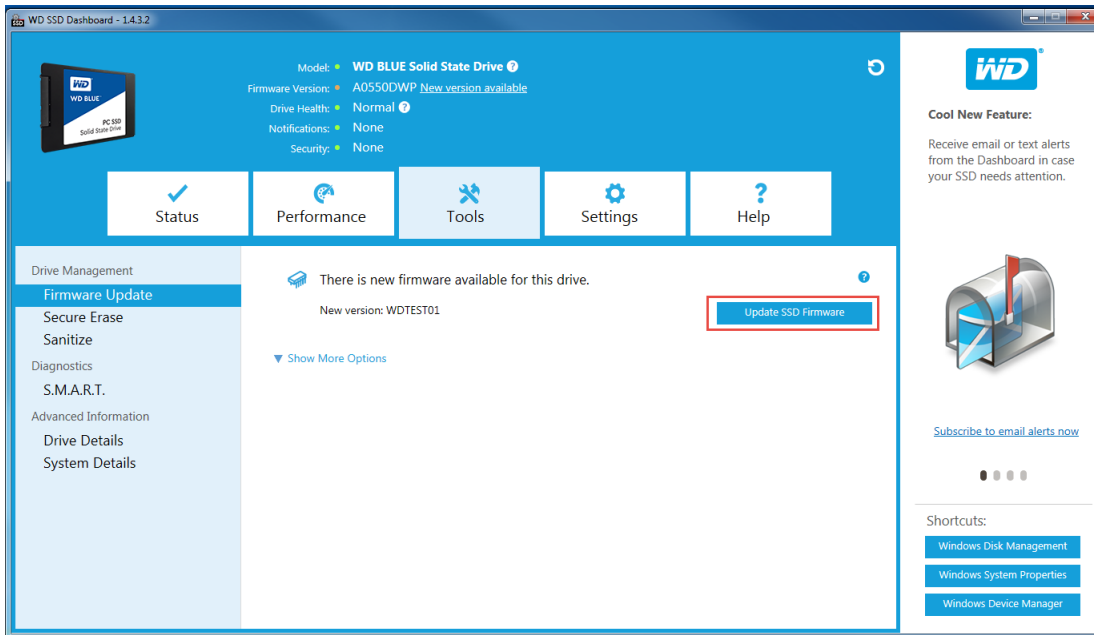 WD SSD Dashboard - 1.4.3.2
WD
WD BLUE
PC SSD
Solid State Drive
Model: WD BLUE Solid State Drive ?
Firmware Version: A0550DWP New version available
Drive Health: Normal ?
Notifications: None
Security: None
Status
Performance
Tools
Settings
? Help
Drive Management
Firmware Update
Secure Erase
Sanitize
Diagnostics
S.M.A.R.T.
Advanced Information
Drive Details
System Details
There is new firmware available for this drive. ?
New version: WDTEST01
Update SSD Firmware
Show More Options
WD®
Cool New Feature:
Receive email or text alerts
from the Dashboard in case
your SSD needs attention.
Subscribe to email alerts now
Shortcuts:
Windows Disk Management
Windows System Properties
Windows Device Manager